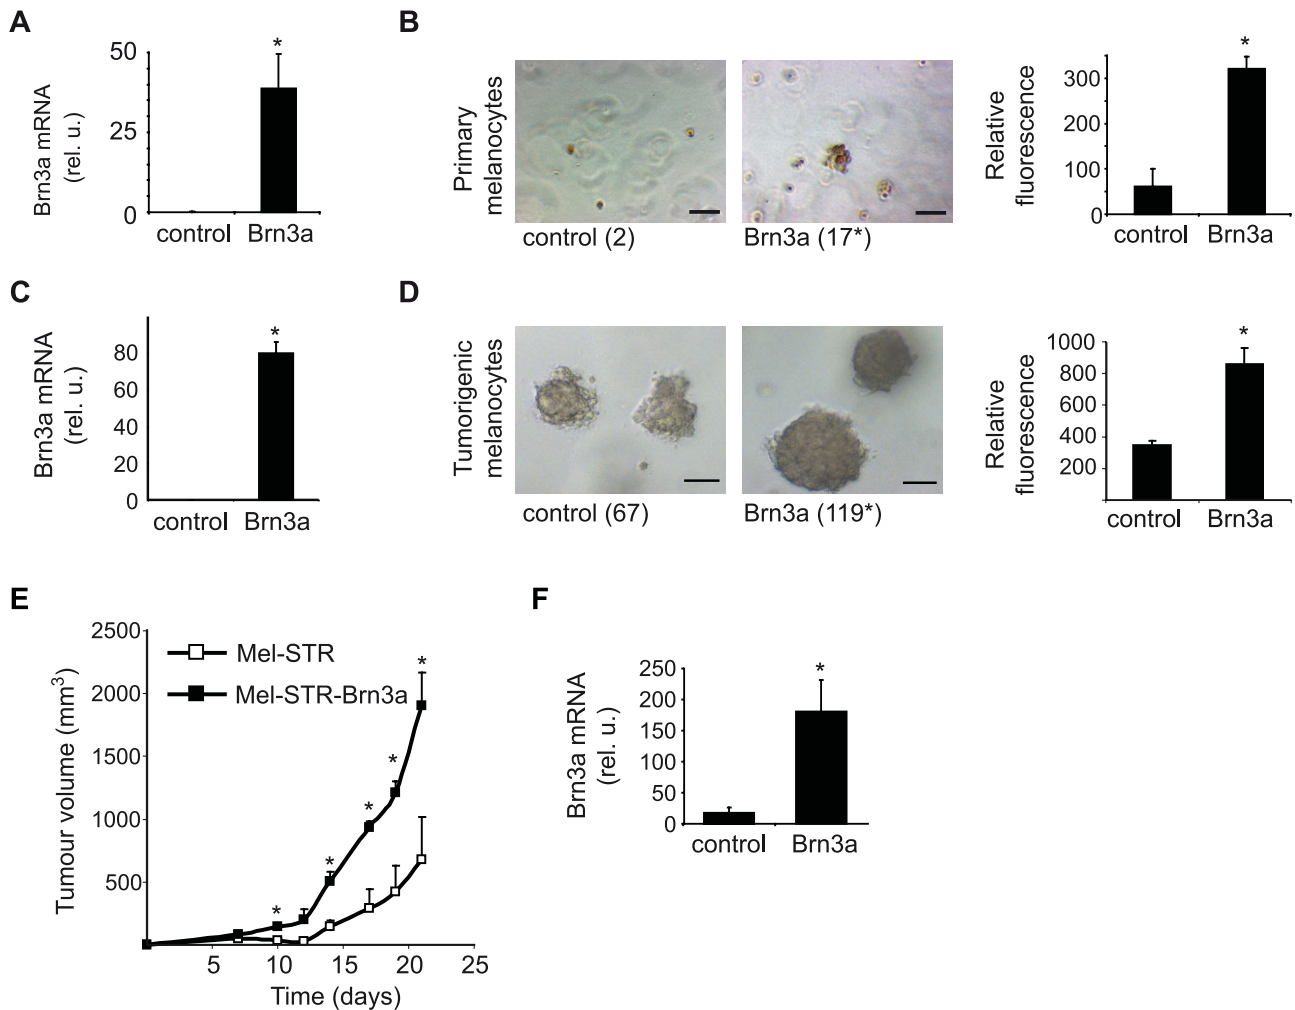 A
Brn3a mRNA
(rel. u.)
50
25
0
*
control Brn3a
B
Primary
melanocytes
control (2)
Brn3a (17*)
Relative
fluorescence
300
200
100
0
*
control Brn3a
C
Brn3a mRNA
(rel. u.)
80
60
40
20
0
*
control Brn3a
D
Tumorigenic
melanocytes
control (67)
Brn3a (119*)
Relative
fluorescence
1000
800
600
400
200
*
control Brn3a
E
Tumour volume (mm³)
2500
2000
1500
1000
500
Mel-STR
Mel-STR-Brn3a
*
*
*
*
*
5 10 15 20 25
Time (days)
F
Brn3a mRNA
(rel. u.)
250
200
150
100
50
0
*
control Brn3a